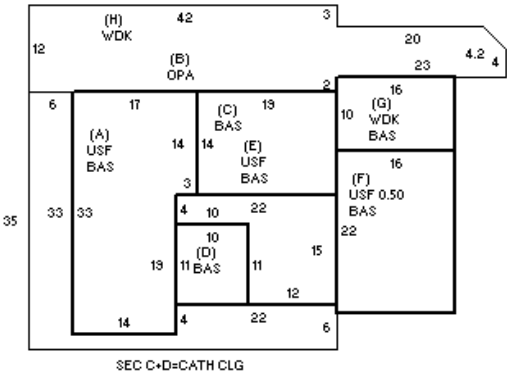 (H) 42 3
WDK
12
20
(B)
OPA
4.2 4
23
2
6 17 19 16
(C)
BAS
(G)
10 WDK
BAS
(A)
USF
BAS
14 14
(E)
USF
BAS
16
(F)
USF 0.50
BAS
3
4 10 22
35 33 33
22
10
(D)
BAS
15
19 11 11
12
14 4 22 6
SEC C+D=CATH CLG